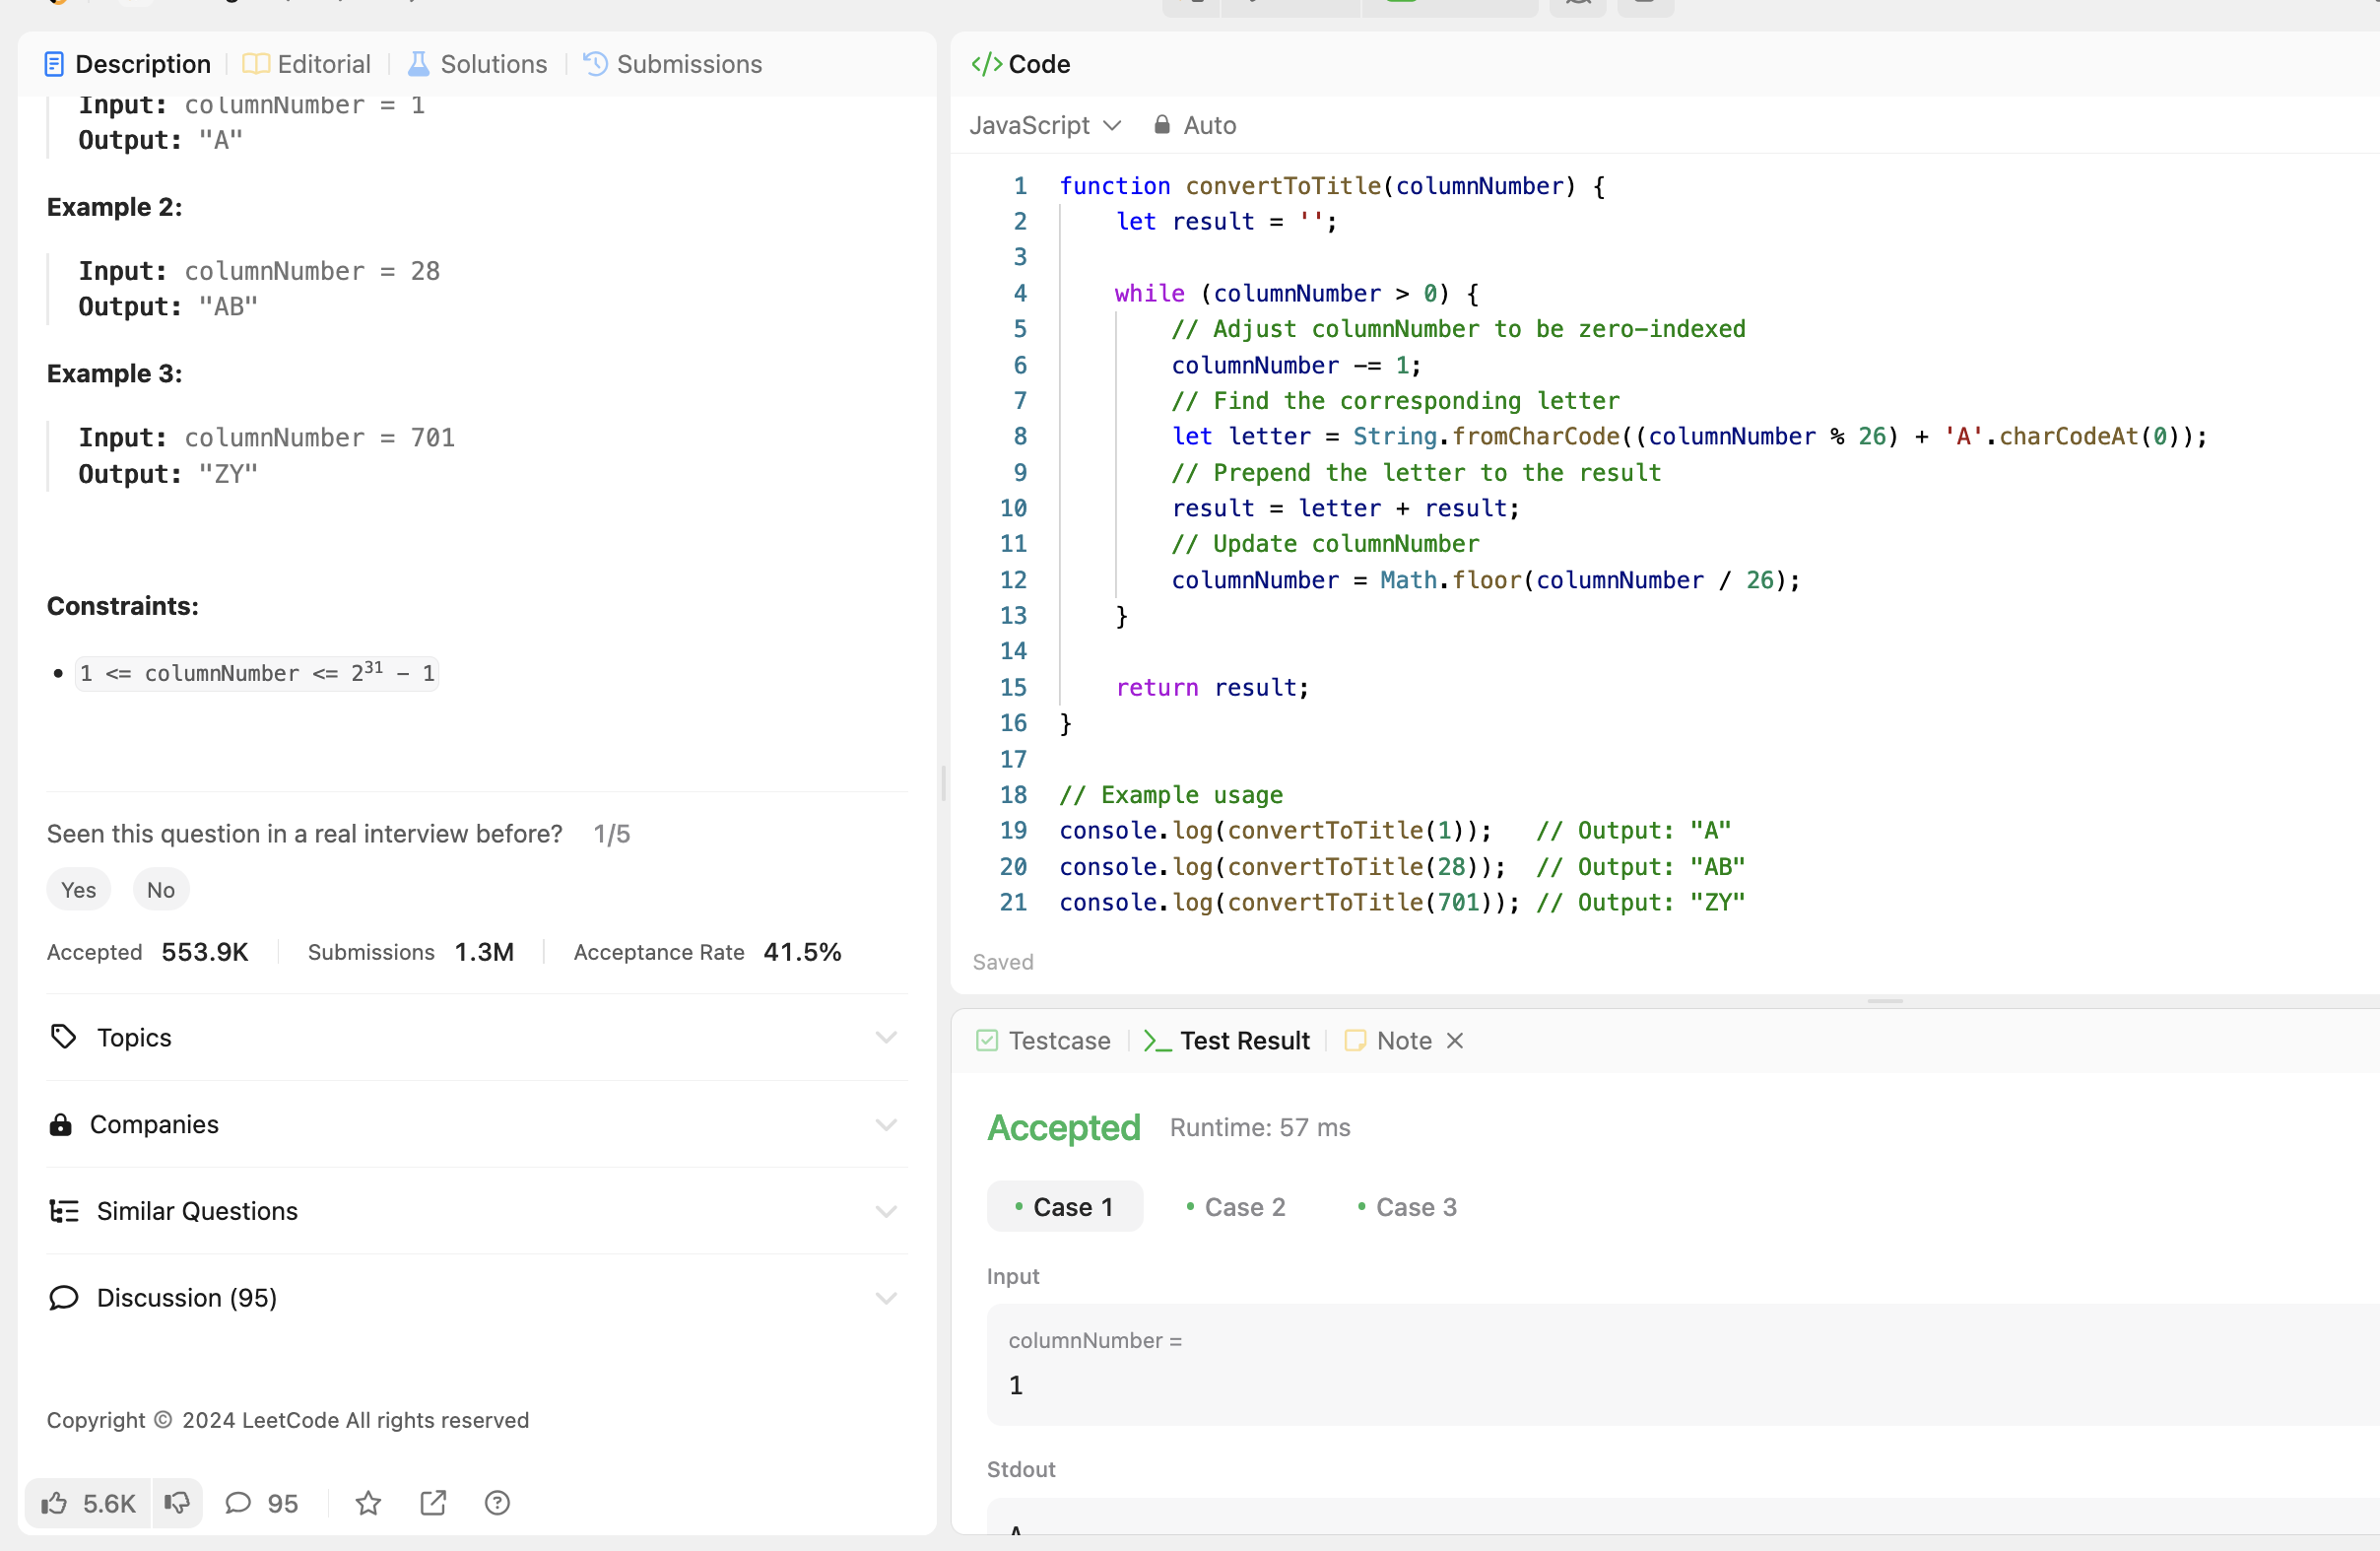 Description Editorial Solutions Submissions
Input: columnNumber = 1
Output: "A"
Example 2:
Input: columnNumber = 28
Output: "AB"
Example 3:
Input: columnNumber = 701
Output: "ZY"
Constraints:
1 <= columnNumber <= 2³¹ - 1
Seen this question in a real interview before? 1/5
Yes No
Accepted 553.9K Submissions 1.3M Acceptance Rate 41.5%
Topics
Companies
Similar Questions
Discussion (95)
Copyright © 2024 LeetCode All rights reserved
5.6K 95
</> Code
JavaScript Auto
1 function convertToTitle(columnNumber) {
2 let result = '';
3
4 while (columnNumber > 0) {
5 // Adjust columnNumber to be zero-indexed
6 columnNumber -= 1;
7 // Find the corresponding letter
8 let letter = String.fromCharCode((columnNumber % 26) + 'A'.charCodeAt(0));
9 // Prepend the letter to the result
10 result = letter + result;
11 // Update columnNumber
12 columnNumber = Math.floor(columnNumber / 26);
13 }
14
15 return result;
16 }
17
18 // Example usage
19 console.log(convertToTitle(1)); // Output: "A"
20 console.log(convertToTitle(28)); // Output: "AB"
21 console.log(convertToTitle(701)); // Output: "ZY"
Saved
Testcase Test Result Note
Accepted Runtime: 57 ms
Case 1 Case 2 Case 3
Input
columnNumber =
1
Stdout